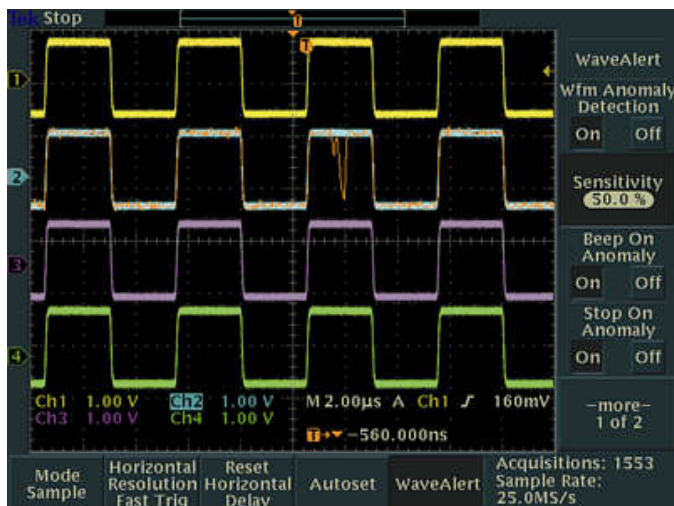 Tek Stop
WaveAlert
Wfm Anomaly
Detection
On Off
Sensitivity
50.0 %
Beep On
Anomaly
On Off
Stop On
Anomaly
On Off
-more-
1 of 2
1
2
3
4
T
T
Ch1 1.00 V Ch2 1.00 V M 2.00µs A Ch1 160mV
Ch3 1.00 V Ch4 1.00 V
T -560.000ns
Mode
Sample
Horizontal
Resolution
Fast Trig
Reset
Horizontal
Delay
Autoset
WaveAlert
Acquisitions: 1553
Sample Rate:
25.0MS/s